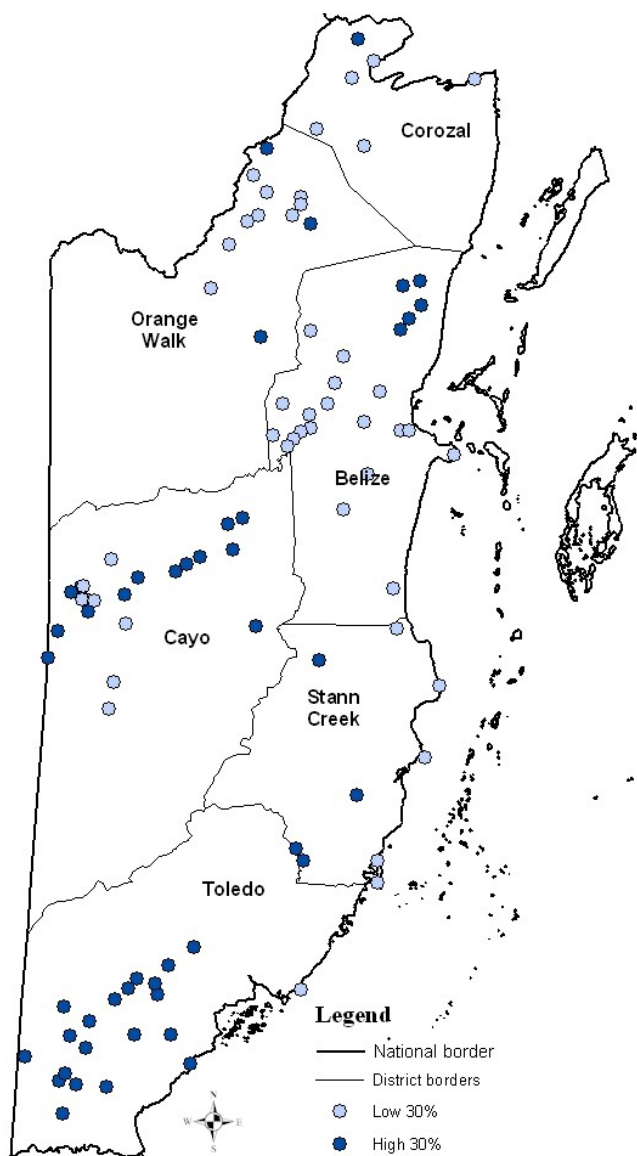 Corozal
Orange
Walk
Belize
Cayo
Stann
Creek
Toledo
Legend
National border
District borders
Low 30%
High 30%
N
W E
S